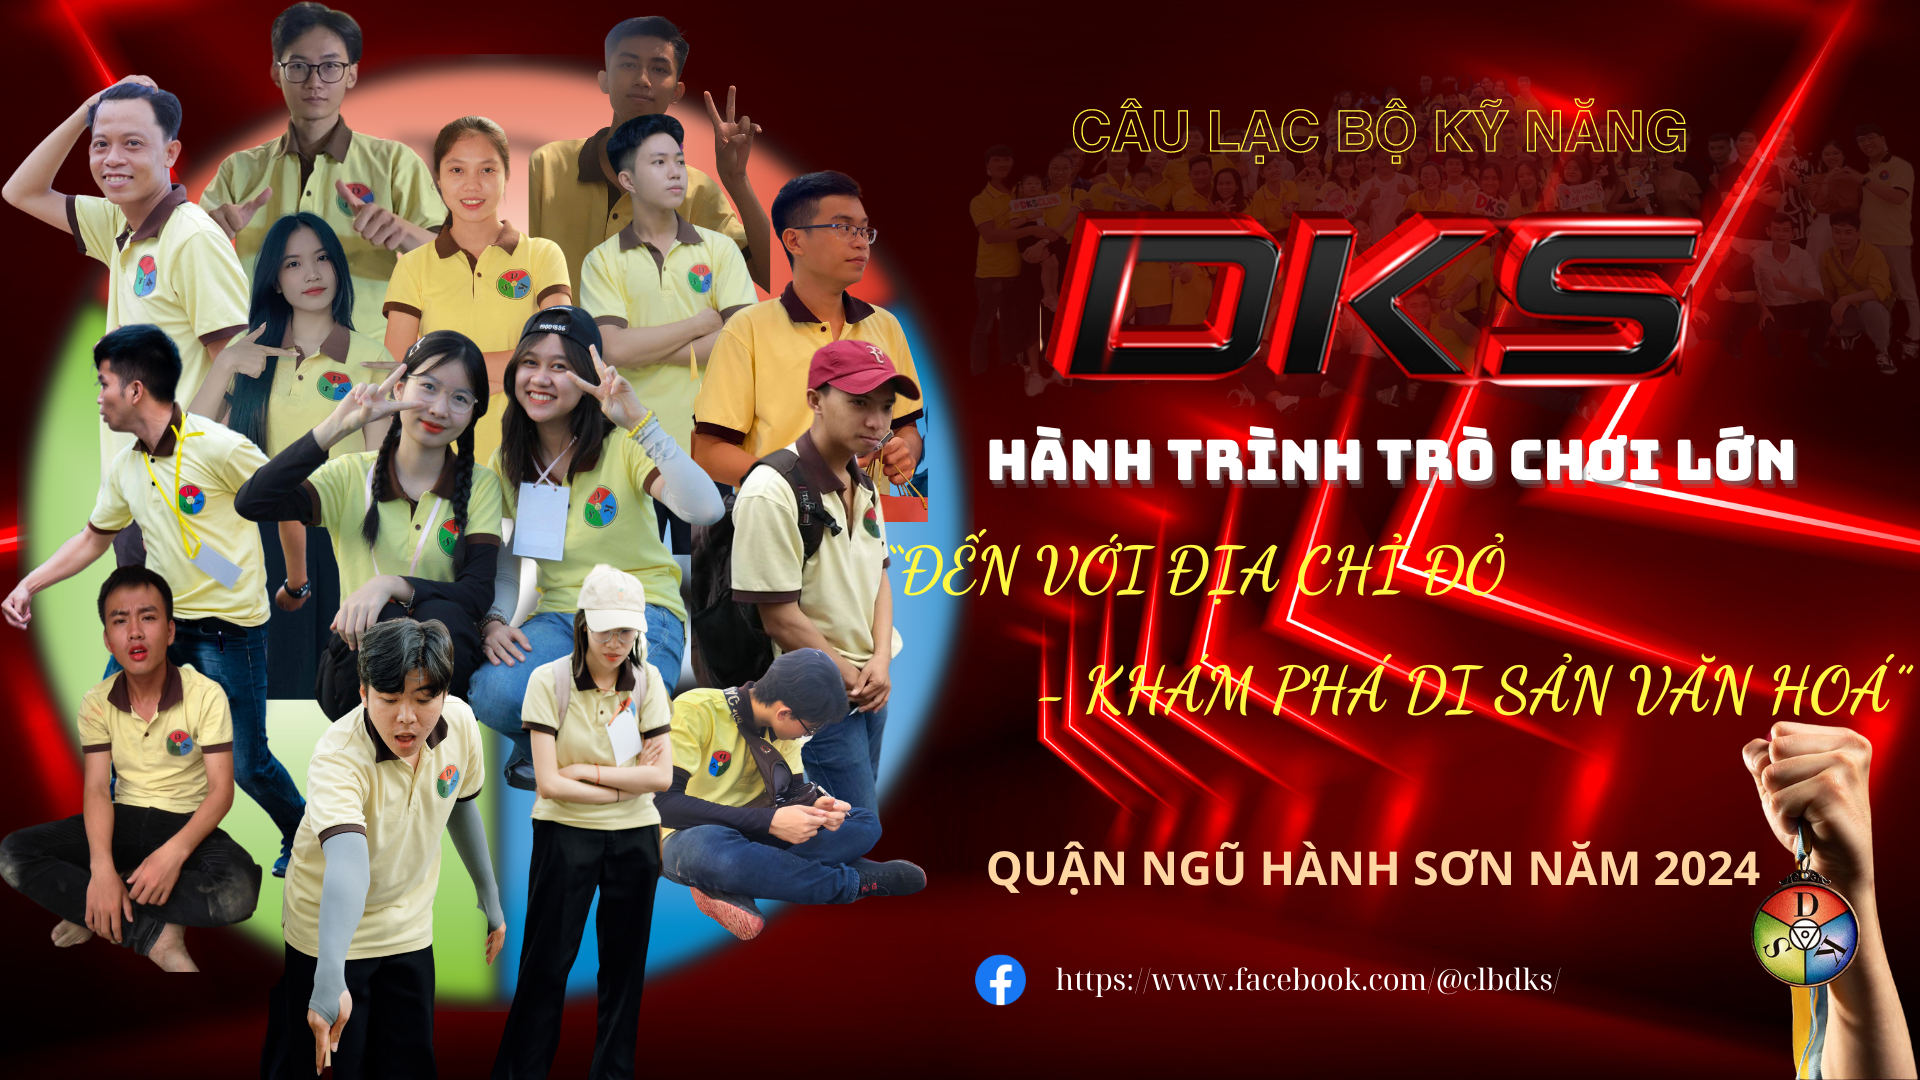 CÂU LẠC BỘ KỸ NĂNG
DKS
HÀNH TRÌNH TRÒ CHƠI LỚN
"ĐẾN VỚI ĐỊA CHỈ ĐỎ
- KHÁM PHÁ DI SẢN VĂN HOÁ"
QUẬN NGŨ HÀNH SƠN NĂM 2024
https://www.facebook.com/@clbdks/
D
S K